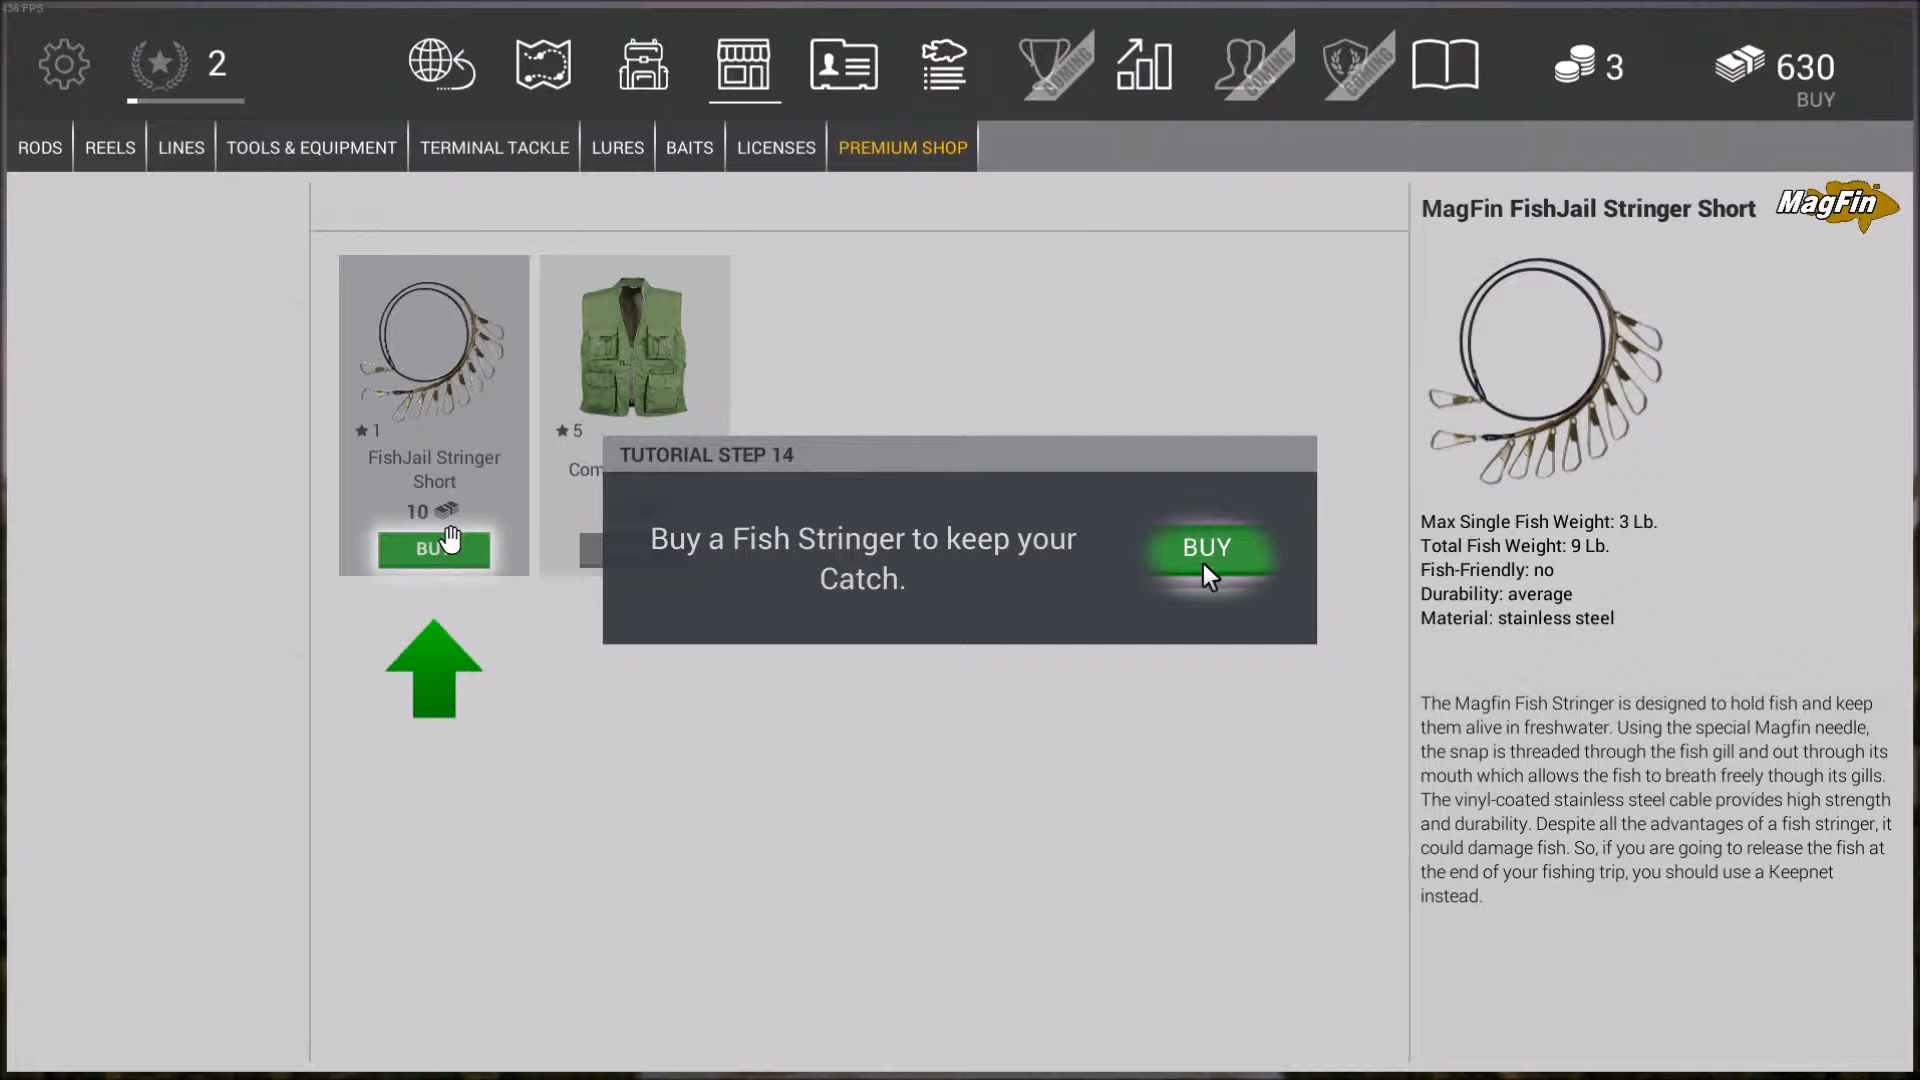 436 FPS
2
COMING
COMING
COMING
3
630
BUY
RODS
REELS
LINES
TOOLS & EQUIPMENT
TERMINAL TACKLE
LURES
BAITS
LICENSES
PREMIUM SHOP
1
FishJail Stringer
Short
10
BU
5
Com
TUTORIAL STEP 14
Buy a Fish Stringer to keep your
Catch.
BUY
MagFin FishJail Stringer Short
MagFin
Max Single Fish Weight: 3 Lb.
Total Fish Weight: 9 Lb.
Fish-Friendly: no
Durability: average
Material: stainless steel
The Magfin Fish Stringer is designed to hold fish and keep
them alive in freshwater. Using the special Magfin needle,
the snap is threaded through the fish gill and out through its
mouth which allows the fish to breath freely though its gills.
The vinyl-coated stainless steel cable provides high strength
and durability. Despite all the advantages of a fish stringer, it
could damage fish. So, if you are going to release the fish at
the end of your fishing trip, you should use a Keepnet
instead.